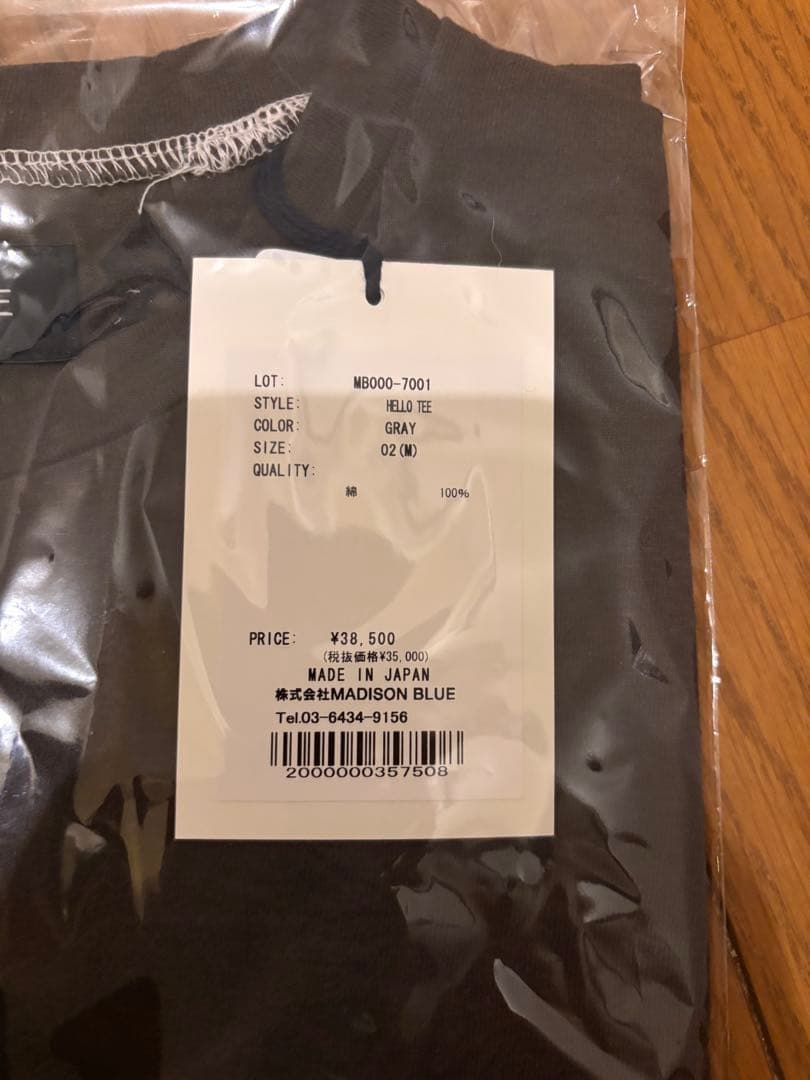 E
LOT: MB000-7001
STYLE: HELLO TEE
COLOR: GRAY
SIZE: 02(M)
QUALITY:
綿 100%
PRICE: ¥38,500
(税抜価格¥35,000)
MADE IN JAPAN
株式会社MADISON BLUE
Tel.03-6434-9156
2000000357508